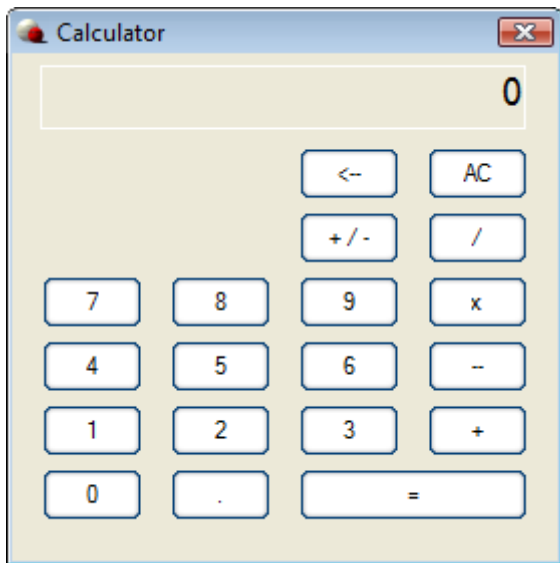 Calculator
0
<-- AC
+ / - /
7 8 9 x
4 5 6 --
1 2 3 +
0 . =